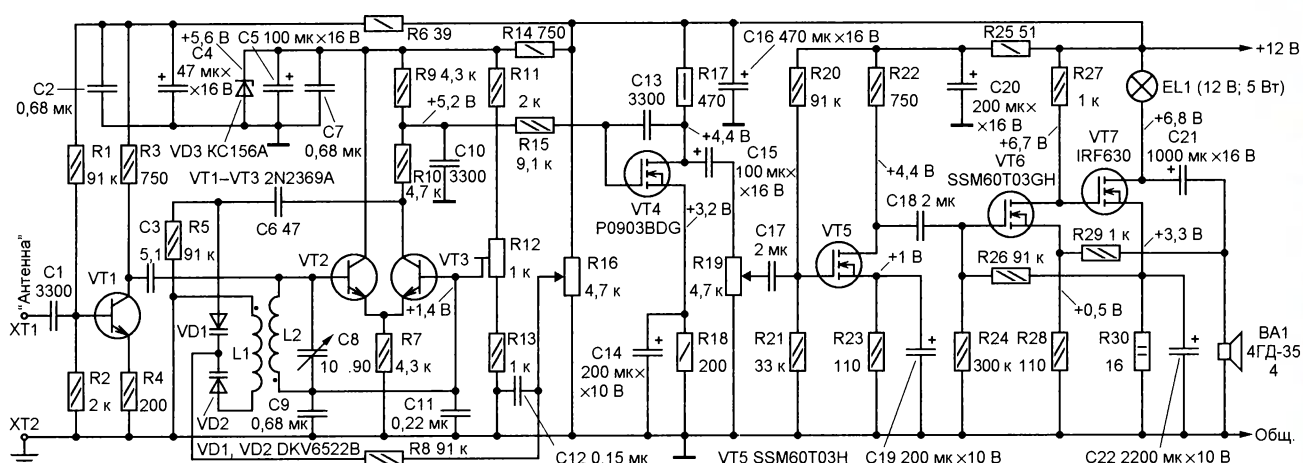 R6 39
R14 750
C16 470 мк ×16 В
R25 51
+12 В
+5,6 В
C5 100 мк ×16 В
C4
47 мк×
×16 В
C2
0,68 мк
VD3 КС156А
C7
0,68 мк
R9 4,3 к
+5,2 В
R11
2 к
R15
9,1 к
C13
3300
R17
470
+4,4 В
R20
91 к
R22
750
C20
200 мк×
×16 В
R27
1 к
+6,7 В
EL1 (12 В; 5 Вт)
+6,8 В
R1
91 к
R3
750
VT1–VT3 2N2369A
R10
4,7 к
C10
3300
VT4
P0903BDG
+3,2 В
C15
100 мк×
×16 В
+4,4 В
VT6
SSM60T03GH
VT7
IRF630
C21
1000 мк ×16 В
C3
5,1
R5
91 к
C6 47
C18 2 мк
"Антенна"
C1
3300
XT1
VT1
VT2
VT3
+1,4 В
R12
1 к
R16
4,7 к
R19
4,7 к
C17
2 мк
VT5
+1 В
R29 1 к
R26 91 к
+3,3 В
+0,5 В
VD1
L1
L2
C8
10
.90
R7
4,3 к
R13
1 к
C14
200 мк×
×10 В
R18
200
R21
33 к
R23
110
R24
300 к
R28
110
R30
16
BA1
4ГД-35
4
R2
2 к
R4
200
VD2
C9
0,68 мк
C11
0,22 мк
XT2
VD1, VD2 DKV6522B
R8 91 к
C12 0,15 мк
VT5 SSM60T03H
C19 200 мк ×10 В
C22 2200 мк ×10 В
Общ.